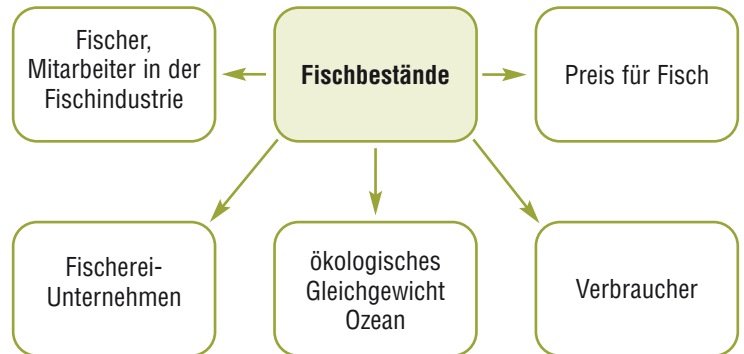 Fischer,
Mitarbeiter in der
Fischindustrie
Fischbestände
Preis für Fisch
Fischerei-
Unternehmen
ökologisches
Gleichgewicht
Ozean
Verbraucher